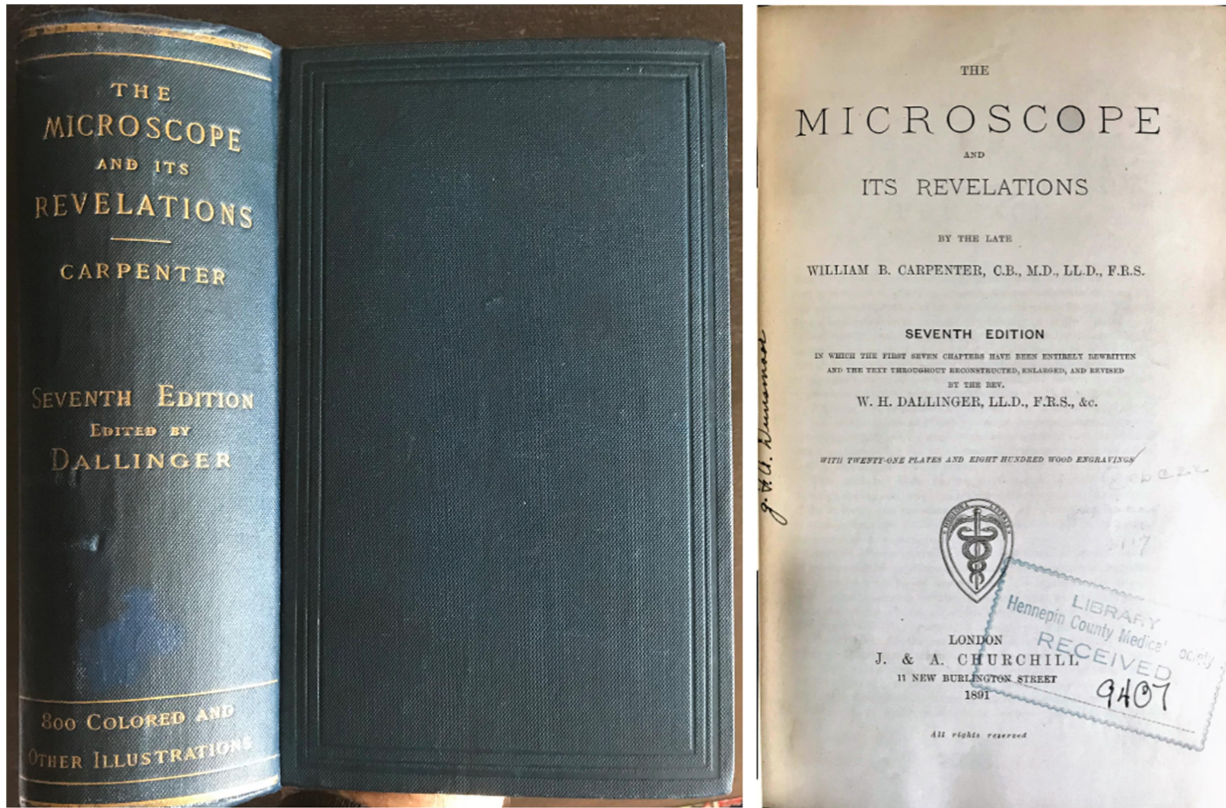 THE
MICROSCOPE
AND ITS
REVELATIONS
CARPENTER
SEVENTH EDITION
EDITED BY
DALLINGER
800 COLORED AND
OTHER ILLUSTRATIONS
THE
MICROSCOPE
AND
ITS REVELATIONS
BY THE LATE
WILLIAM B. CARPENTER, C.B., M.D., LL.D., F.R.S.
SEVENTH EDITION
IN WHICH THE FIRST SEVEN CHAPTERS HAVE BEEN ENTIRELY REWRITTEN
AND THE TEXT THROUGHOUT RECONSTRUCTED, ENLARGED, AND REVISED
BY THE REV.
W. H. DALLINGER, LL.D., F.R.S., &c.
WITH TWENTY-ONE PLATES AND EIGHT HUNDRED WOOD ENGRAVINGS
LONDON
J. & A. CHURCHILL
11 NEW BURLINGTON STREET
1891
All rights reserved
LIBRARY
Hennepin County Medical
RECEIVED
9407
Dunsmoor